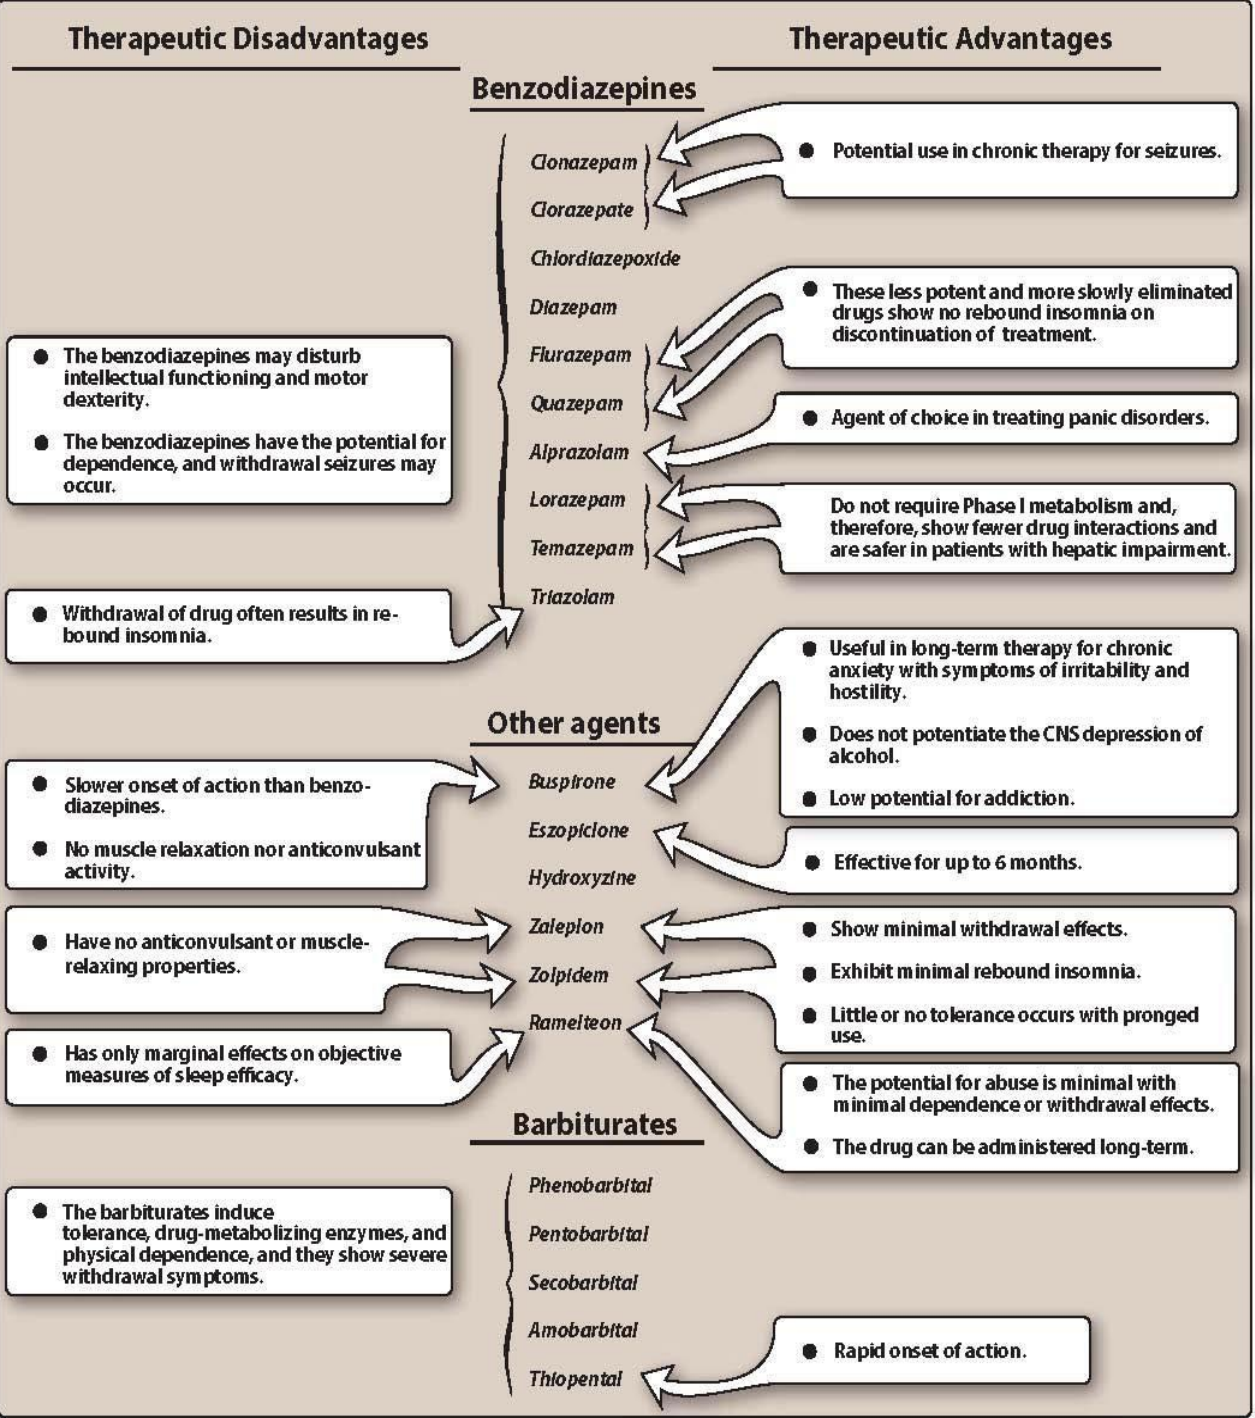 Therapeutic Disadvantages
Therapeutic Advantages
Benzodiazepines
Clonazepam
Clorazepate
Chlordiazepoxide
Diazepam
Flurazepam
Quazepam
Alprazolam
Lorazepam
Temazepam
Triazolam
● Potential use in chronic therapy for seizures.
● These less potent and more slowly eliminated
drugs show no rebound insomnia on
discontinuation of treatment.
● Agent of choice in treating panic disorders.
Do not require Phase I metabolism and,
therefore, show fewer drug interactions and
are safer in patients with hepatic impairment.
● The benzodiazepines may disturb
intellectual functioning and motor
dexterity.
● The benzodiazepines have the potential for
dependence, and withdrawal seizures may
occur.
● Withdrawal of drug often results in re-
bound insomnia.
Other agents
Buspirone
Eszopiclone
Hydroxyzine
Zaleplon
Zolpidem
Ramelteon
● Useful in long-term therapy for chronic
anxiety with symptoms of irritability and
hostility.
● Does not potentiate the CNS depression of
alcohol.
● Low potential for addiction.
● Effective for up to 6 months.
● Show minimal withdrawal effects.
● Exhibit minimal rebound insomnia.
● Little or no tolerance occurs with pronged
use.
● The potential for abuse is minimal with
minimal dependence or withdrawal effects.
● The drug can be administered long-term.
● Slower onset of action than benzo-
diazepines.
● No muscle relaxation nor anticonvulsant
activity.
● Have no anticonvulsant or muscle-
relaxing properties.
● Has only marginal effects on objective
measures of sleep efficacy.
Barbiturates
Phenobarbital
Pentobarbital
Secobarbital
Amobarbital
Thiopental
● The barbiturates induce
tolerance, drug-metabolizing enzymes, and
physical dependence, and they show severe
withdrawal symptoms.
● Rapid onset of action.